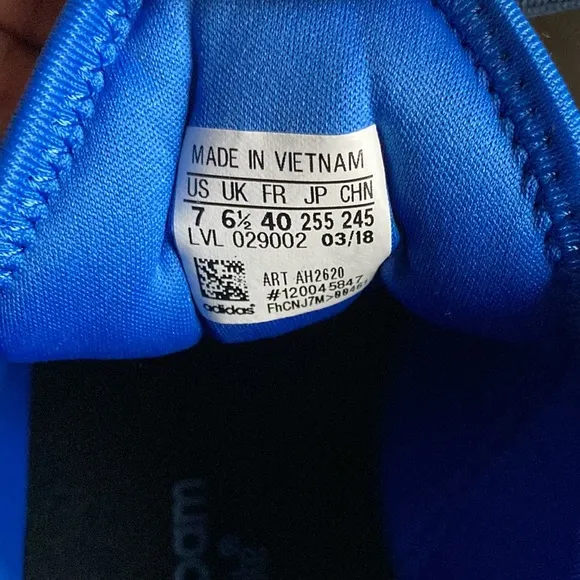 MADE IN VIETNAM
US UK FR JP CHN
7 6½ 40 255 245
LVL 029002 03/18
ART AH2620
#120045847
adidas